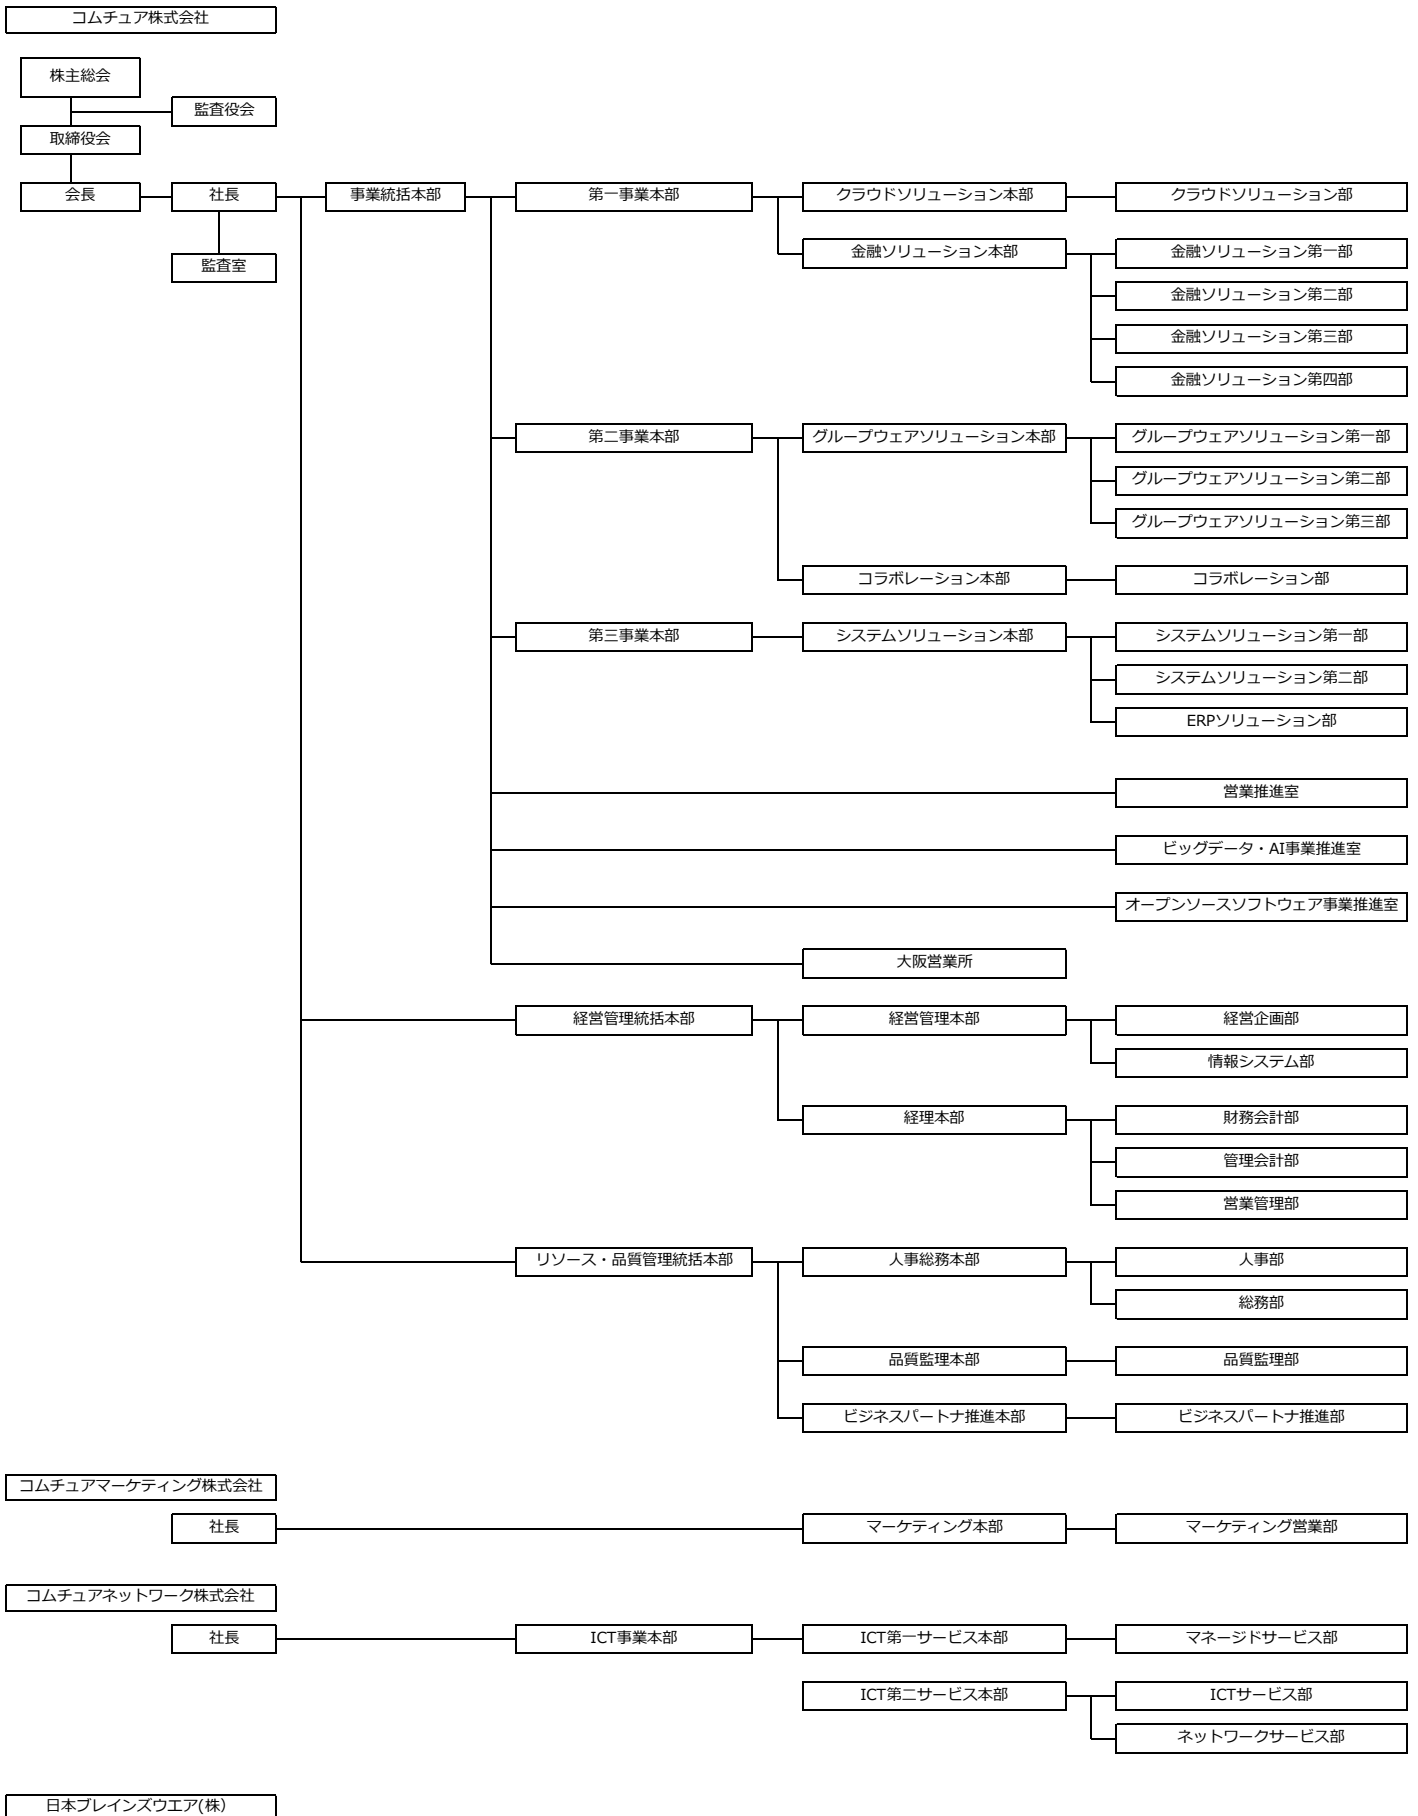 コムチュア株式会社
株主総会
監査役会
取締役会
会長
社長
事業統括本部
第一事業本部
クラウドソリューション本部
クラウドソリューション部
金融ソリューション本部
金融ソリューション第一部
監査室
金融ソリューション第二部
金融ソリューション第三部
金融ソリューション第四部
第二事業本部
グループウェアソリューション本部
グループウェアソリューション第一部
グループウェアソリューション第二部
グループウェアソリューション第三部
コラボレーション本部
コラボレーション部
第三事業本部
システムソリューション本部
システムソリューション第一部
システムソリューション第二部
ERPソリューション部
営業推進室
ビッグデータ・AI事業推進室
オープンソースソフトウェア事業推進室
大阪営業所
経営管理統括本部
経営管理本部
経営企画部
情報システム部
経理本部
財務会計部
管理会計部
営業管理部
リソース・品質管理統括本部
人事総務本部
人事部
総務部
品質監理本部
品質監理部
ビジネスパートナ推進本部
ビジネスパートナ推進部
コムチュアマーケティング株式会社
社長
マーケティング本部
マーケティング営業部
コムチュアネットワーク株式会社
社長
ICT事業本部
ICT第一サービス本部
マネージドサービス部
ICT第二サービス本部
ICTサービス部
ネットワークサービス部
日本ブレインズウエア(株)